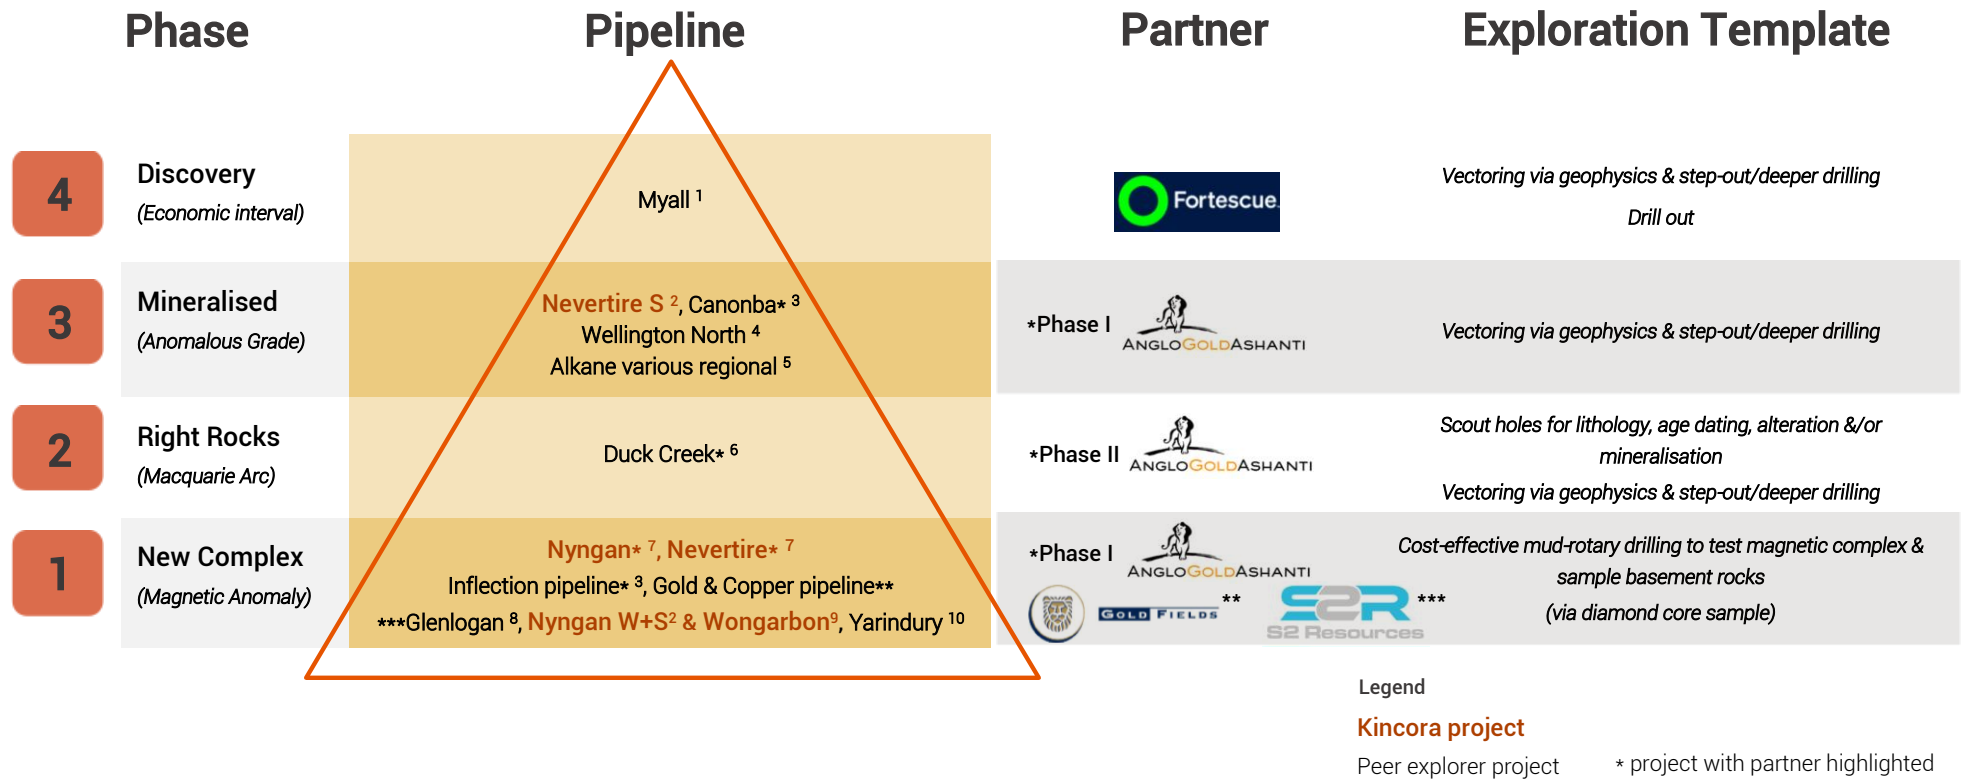 Phase
Pipeline
Partner
Exploration Template
4
Discovery
(Economic interval)
Myall ¹
Fortescue.
Vectoring via geophysics & step-out/deeper drilling
Drill out
3
Mineralised
(Anomalous Grade)
Nevertire S ², Canonba* ³
Wellington North ⁴
Alkane various regional ⁵
*Phase I
ANGLOGOLDASHANTI
Vectoring via geophysics & step-out/deeper drilling
2
Right Rocks
(Macquarie Arc)
Duck Creek* ⁶
*Phase II
ANGLOGOLDASHANTI
Scout holes for lithology, age dating, alteration &/or
mineralisation
Vectoring via geophysics & step-out/deeper drilling
1
New Complex
(Magnetic Anomaly)
Nyngan* ⁷, Nevertire* ⁷
Inflection pipeline* ³, Gold & Copper pipeline**
***Glenlogan ⁸, Nyngan W+S² & Wongarbon⁹, Yarindury ¹⁰
*Phase I
ANGLOGOLDASHANTI
GOLD FIELDS
**
S2R
S2 Resources
***
Cost-effective mud-rotary drilling to test magnetic complex &
sample basement rocks
(via diamond core sample)
Legend
Kincora project
Peer explorer project
* project with partner highlighted